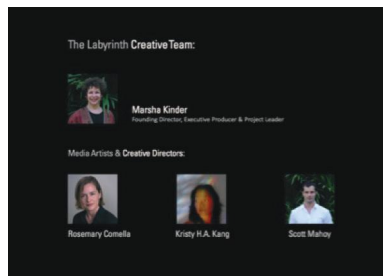 The Labyrinth Creative Team:
Marsha Kinder
Founding Director, Executive Producer & Project Leader
Media Artists & Creative Directors:
Rosemary Comella
Kristy H.A. Kang
Scott Mahoy